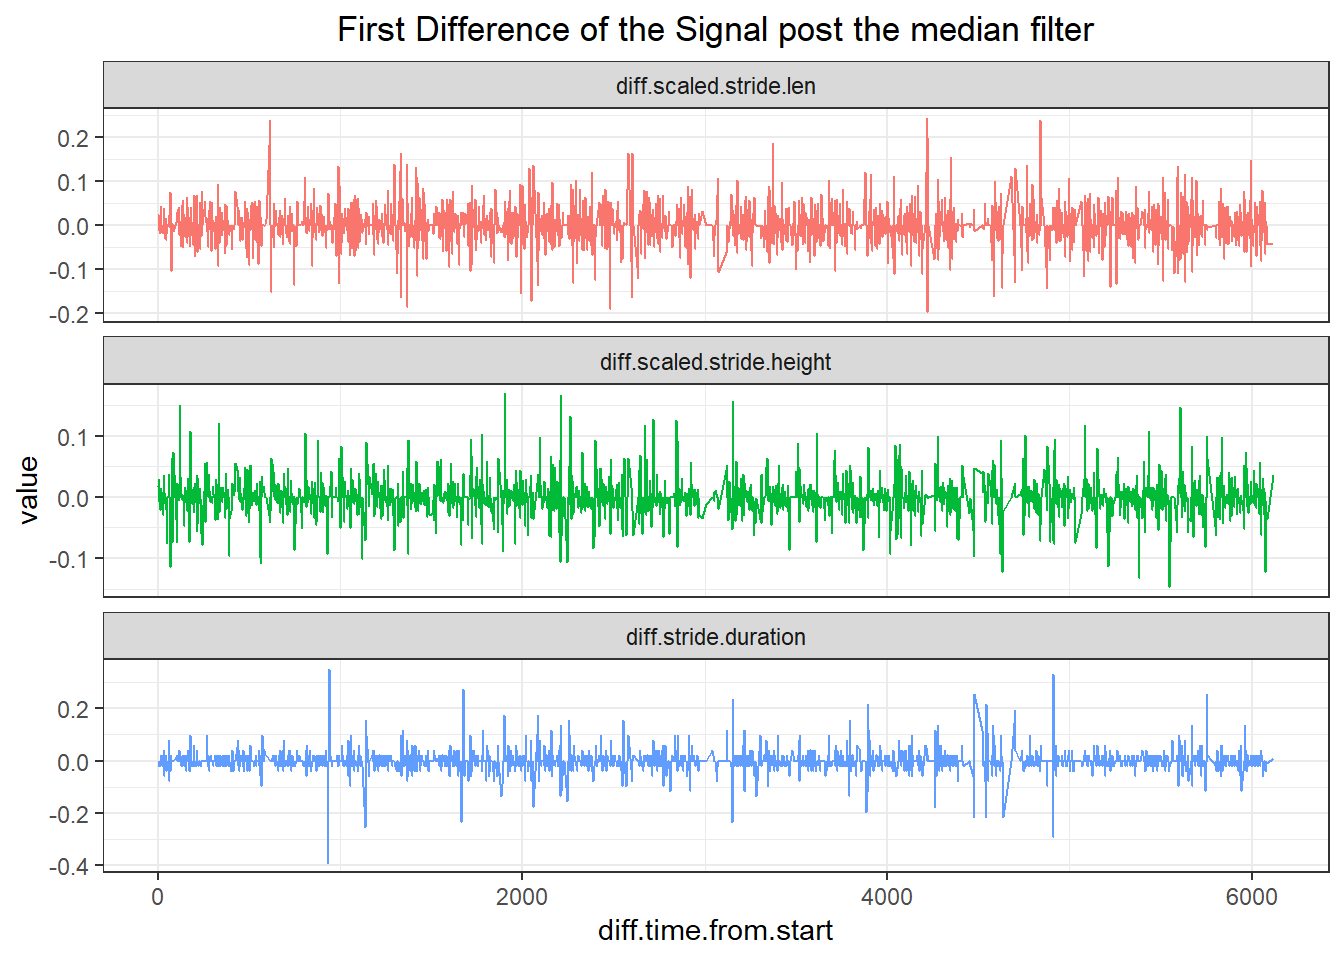 First Difference of the Signal post the median filter
diff.scaled.stride.len
0.2
0.1
0.0
-0.1
-0.2
diff.scaled.stride.height
0.1
0.0
-0.1
value
diff.stride.duration
0.2
0.0
-0.2
-0.4
0 2000 4000 6000
diff.time.from.start